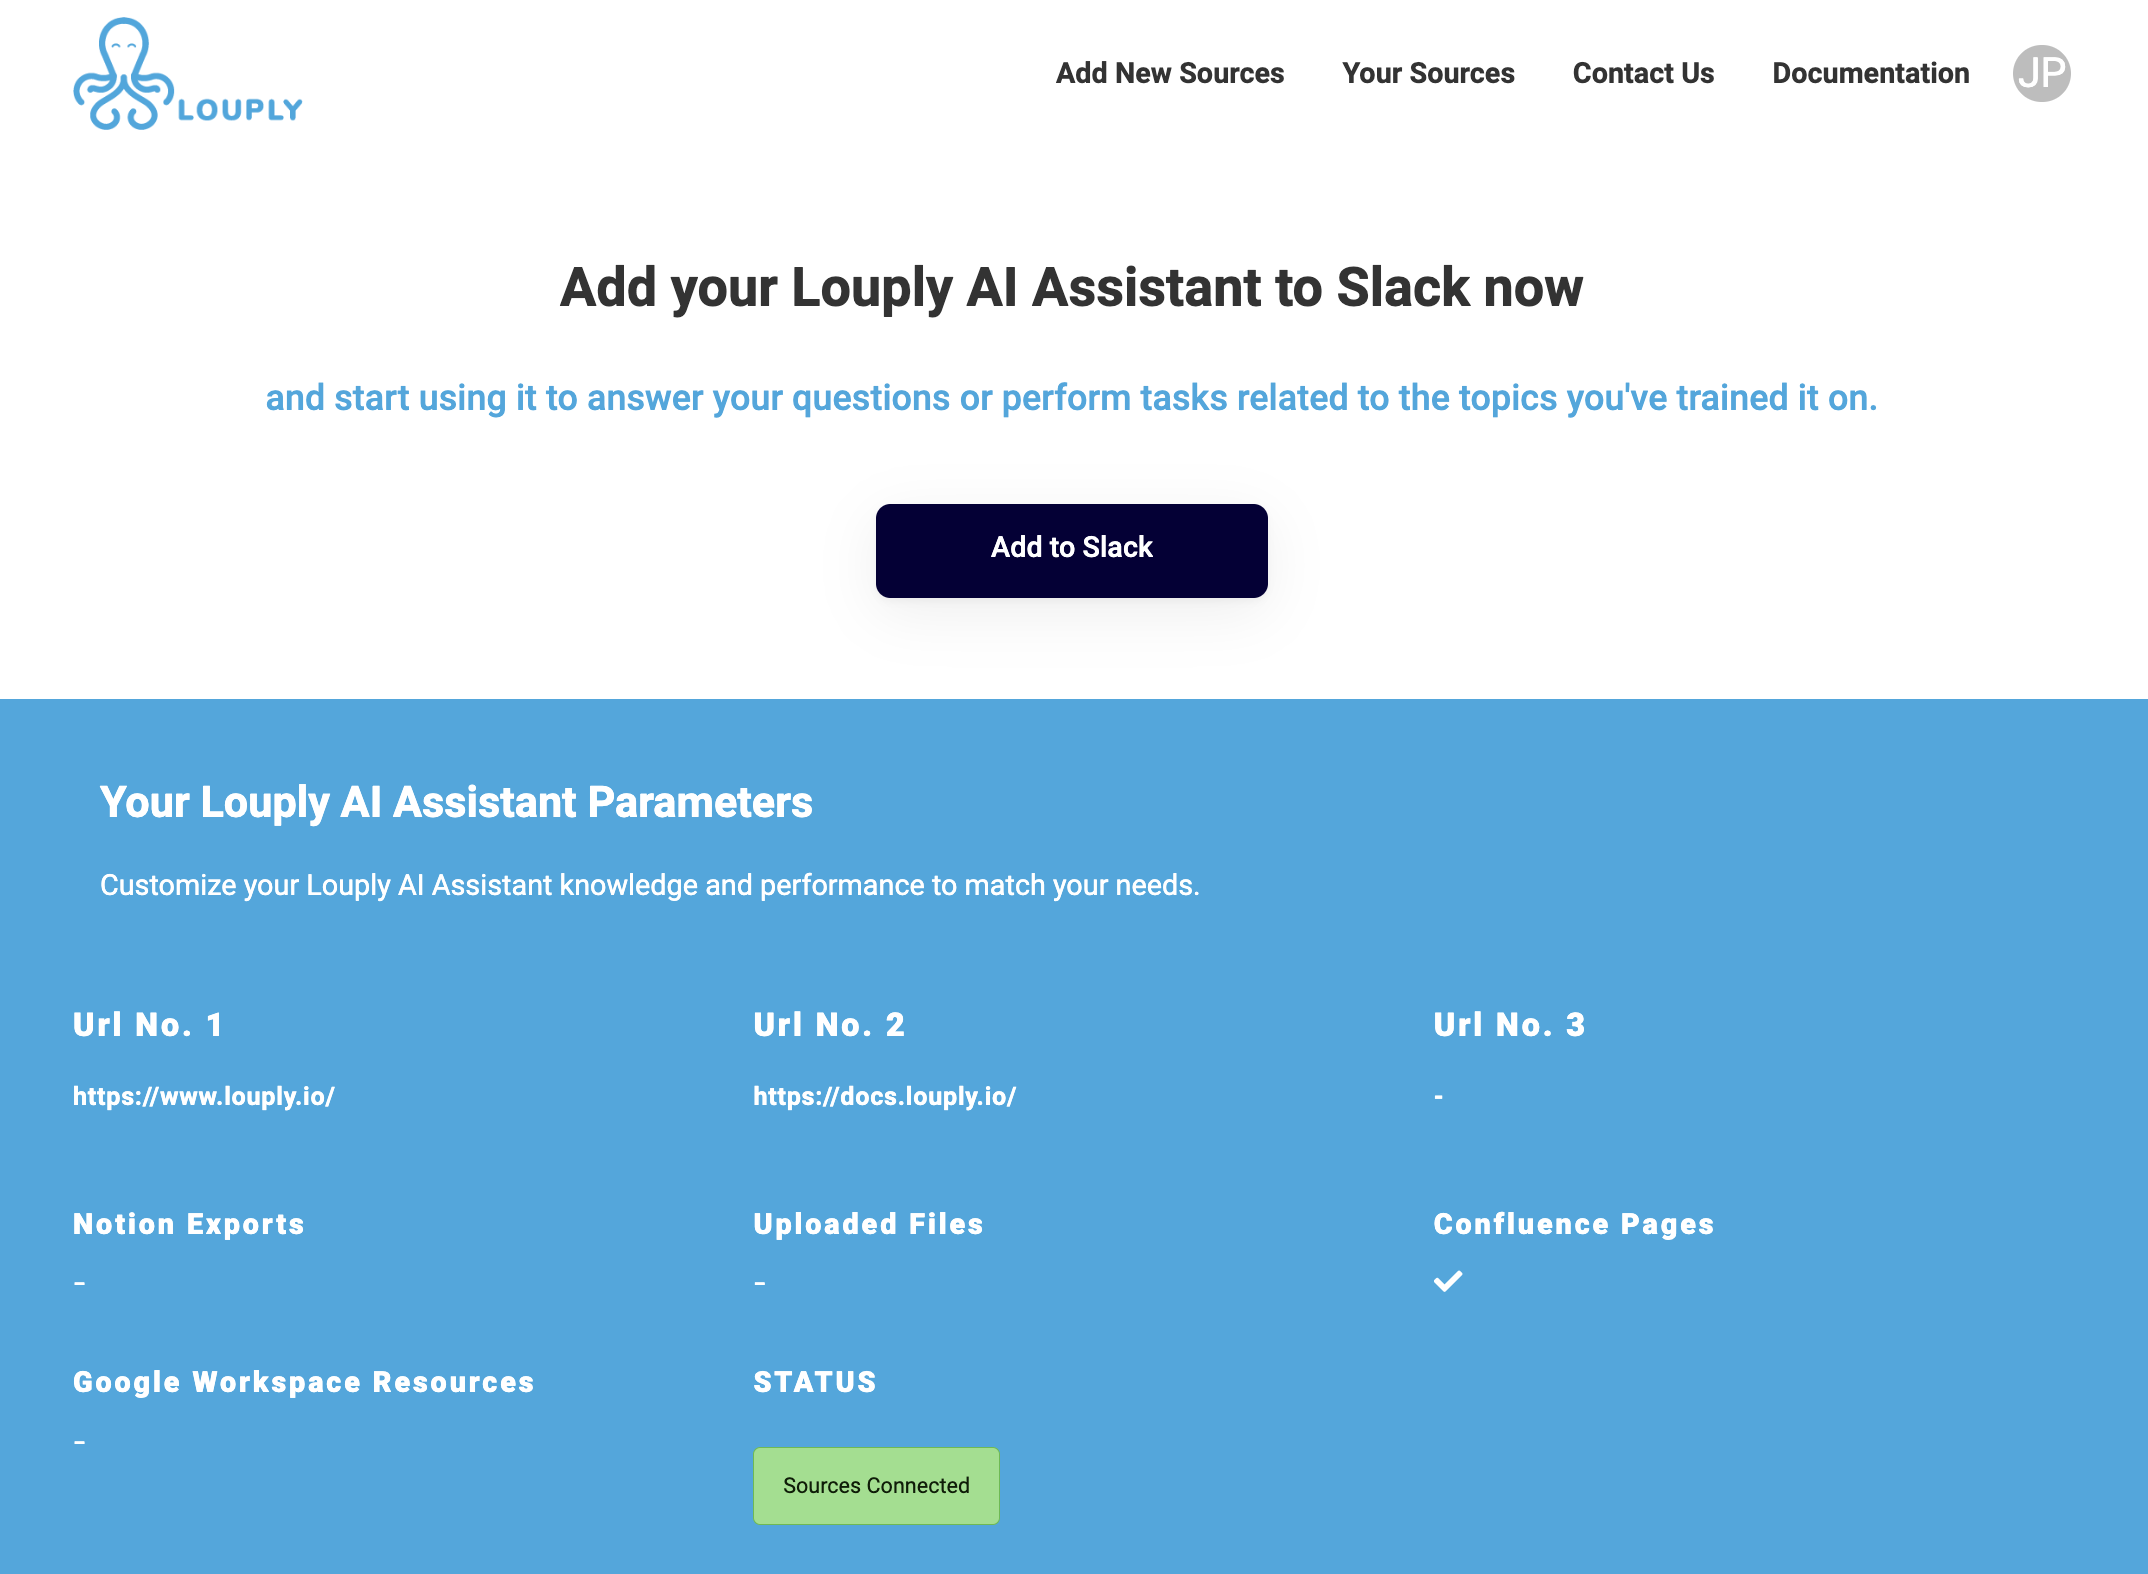 LOUPLY
Add New Sources
Your Sources
Contact Us
Documentation
JP
Add your Louply AI Assistant to Slack now
and start using it to answer your questions or perform tasks related to the topics you've trained it on.
Add to Slack
Your Louply AI Assistant Parameters
Customize your Louply AI Assistant knowledge and performance to match your needs.
Url No. 1
https://www.louply.io/
Url No. 2
https://docs.louply.io/
Url No. 3
-
Notion Exports
-
Uploaded Files
-
Confluence Pages
Google Workspace Resources
-
STATUS
Sources Connected